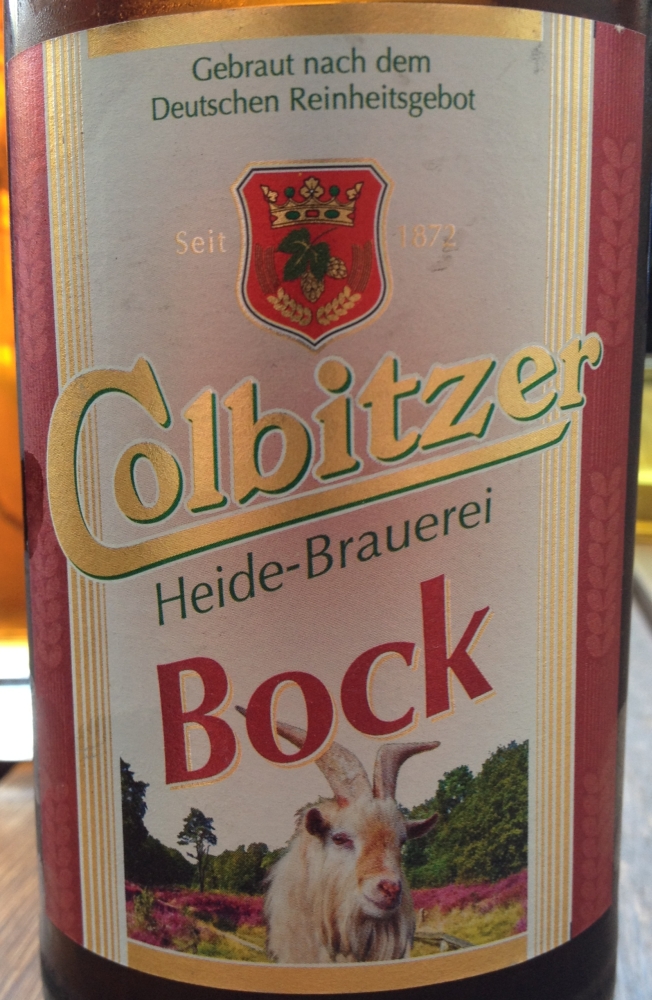 Gebraut nach dem
Deutschen Reinheitsgebot
Seit 1872
Colbitzer
Heide-Brauerei
Bock